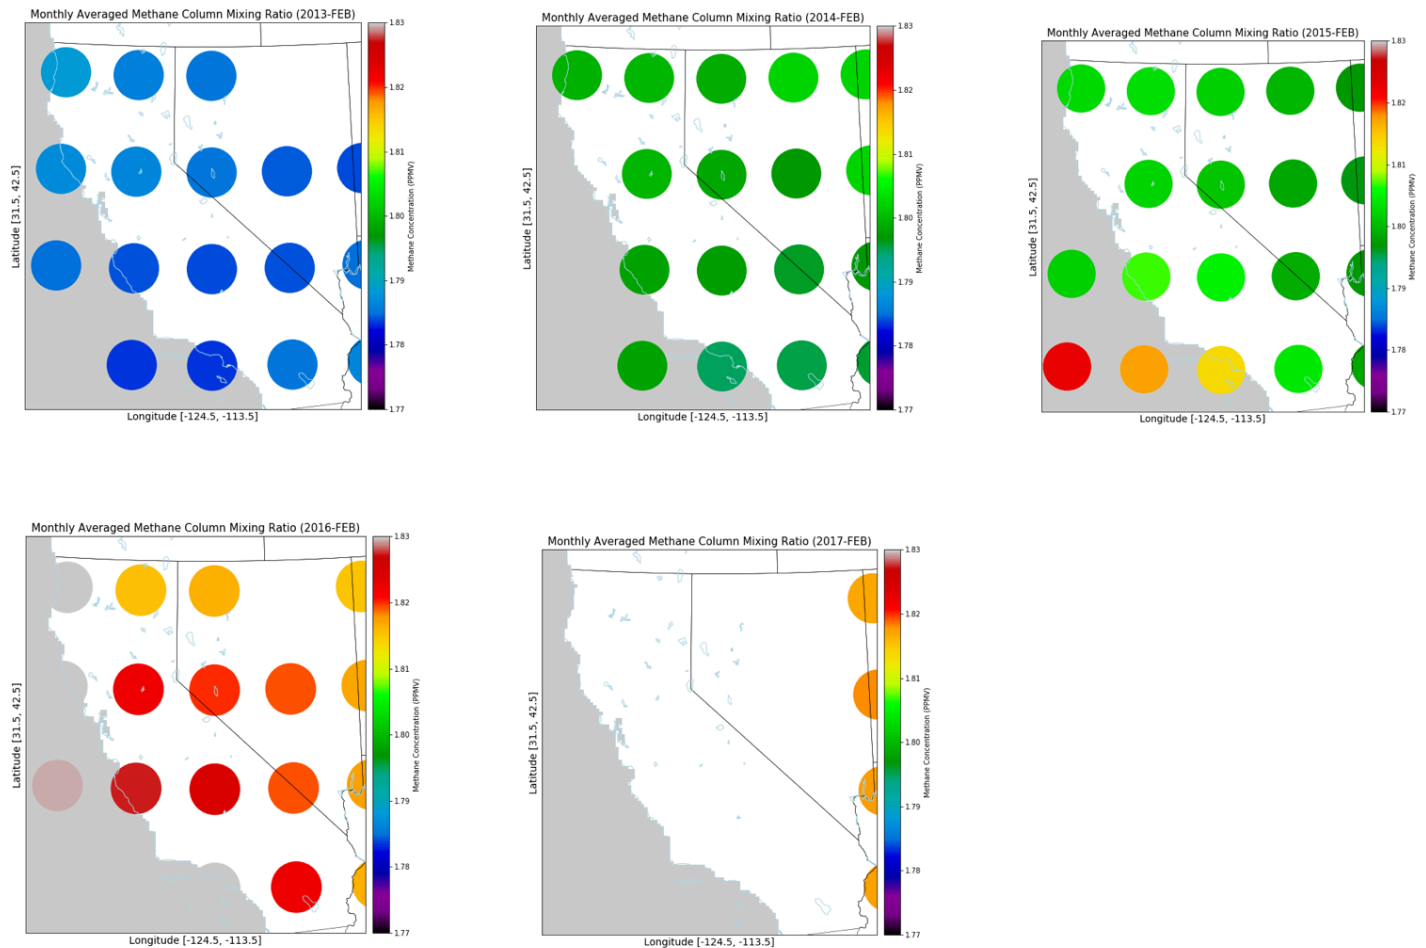 Monthly Averaged Methane Column Mixing Ratio (2013-FEB)
Latitude [31.5, 42.5]
Longitude [-124.5, -113.5]
1.83
1.82
1.81
1.80
1.79
1.78
1.77
Methane Concentration (PPMV)
Monthly Averaged Methane Column Mixing Ratio (2014-FEB)
Latitude [31.5, 42.5]
Longitude [-124.5, -113.5]
1.83
1.82
1.81
1.80
1.79
1.78
1.77
Methane Concentration (PPMV)
Monthly Averaged Methane Column Mixing Ratio (2015-FEB)
Latitude [31.5, 42.5]
Longitude [-124.5, -113.5]
1.83
1.82
1.81
1.80
1.79
1.78
1.77
Methane Concentration (PPMV)
Monthly Averaged Methane Column Mixing Ratio (2016-FEB)
Latitude [31.5, 42.5]
Longitude [-124.5, -113.5]
1.83
1.82
1.81
1.80
1.79
1.78
1.77
Methane Concentration (PPMV)
Monthly Averaged Methane Column Mixing Ratio (2017-FEB)
Latitude [31.5, 42.5]
Longitude [-124.5, -113.5]
1.83
1.82
1.81
1.80
1.79
1.78
1.77
Methane Concentration (PPMV)